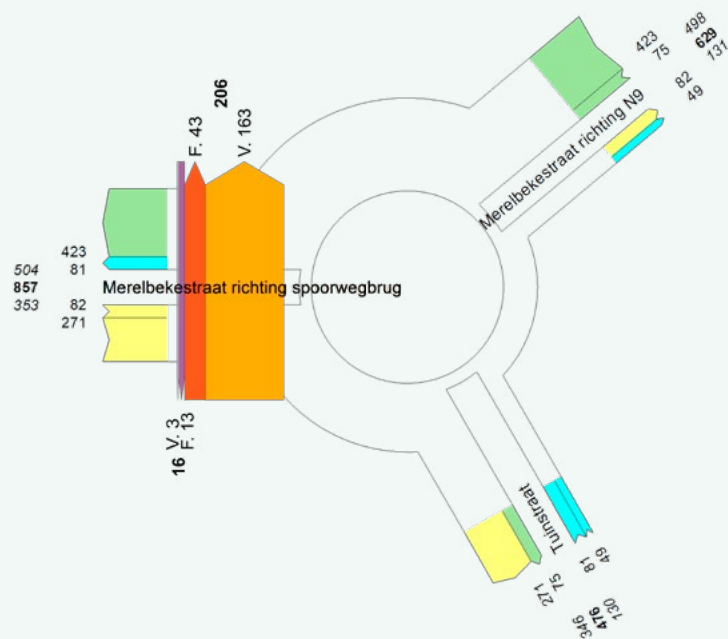 423 498
75 629
131
82
49
Merelbekestraat richting N9
206
F. 43
V. 163
423
504 81
857
353 82
271
Merelbekestraat richting spoorwegbrug
V. 3
16 F. 13
Tuinstraat
49
81
130
476
75
346
271